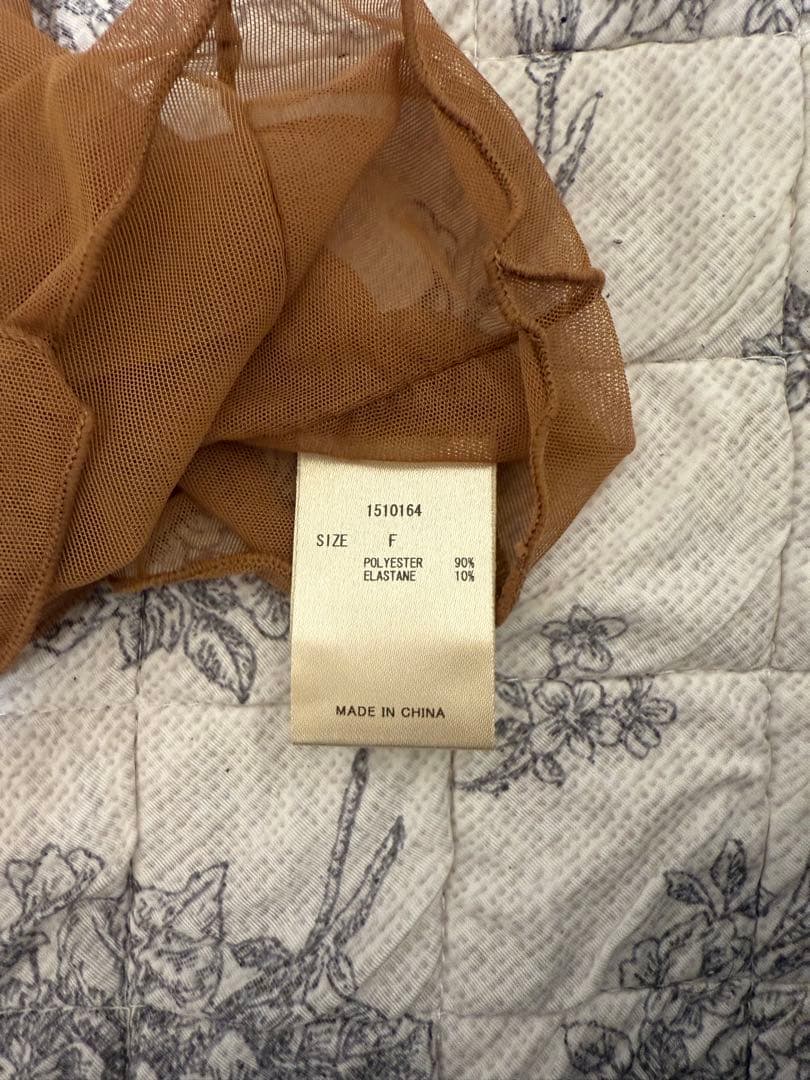 1510164
SIZE F
POLYESTER 90%
ELASTANE 10%
MADE IN CHINA